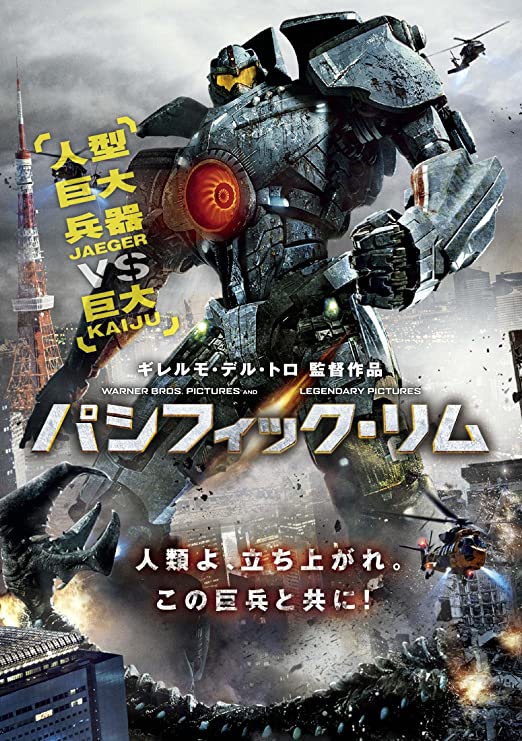 「人型
巨大
兵器
JAEGER
VS
巨大
「KAIJU」
ギレルモ・デル・トロ 監督作品
WARNER BROS. PICTURES AND LEGENDARY PICTURES
パシフィック・リム
人類よ、立ち上がれ。
この巨兵と共に!